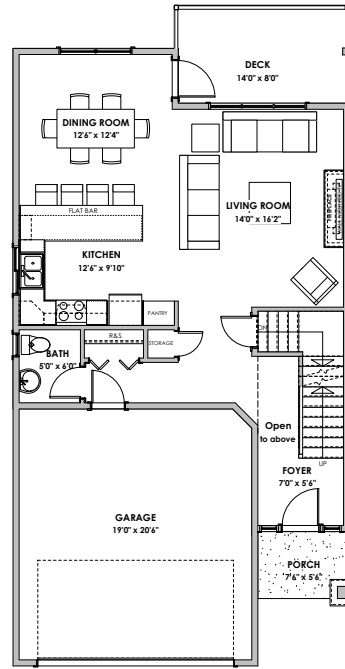 DECK
14'0" x 8'0"
DINING ROOM
12'6" x 12'4"
LIVING ROOM
14'0" x 16'2"
FLAT BAR
KITCHEN
12'6" x 9'10"
PANTRY
R&S
STORAGE
DN
BATH
5'0" x 6'0"
Open
to above
UP
FOYER
7'0" x 5'6"
GARAGE
19'0" x 20'6"
PORCH
7'6" x 5'6"